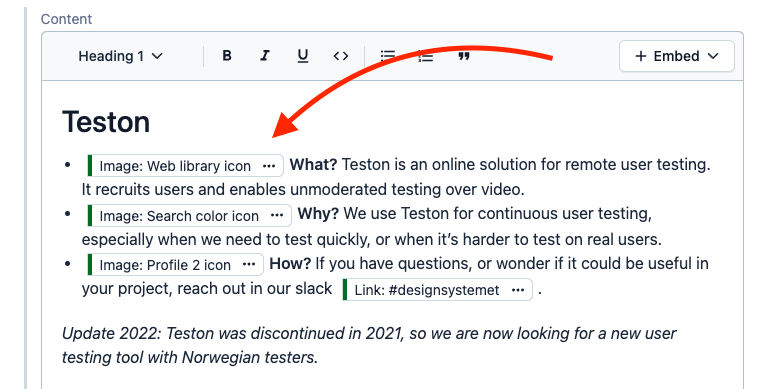 Content
Heading 1 B I U <> + Embed
Teston
• Image: Web library icon ••• What? Teston is an online solution for remote user testing.
It recruits users and enables unmoderated testing over video.
• Image: Search color icon ••• Why? We use Teston for continuous user testing,
especially when we need to test quickly, or when it’s harder to test on real users.
• Image: Profile 2 icon ••• How? If you have questions, or wonder if it could be useful in
your project, reach out in our slack Link: #designsystemet ••• .
Update 2022: Teston was discontinued in 2021, so we are now looking for a new user
testing tool with Norwegian testers.